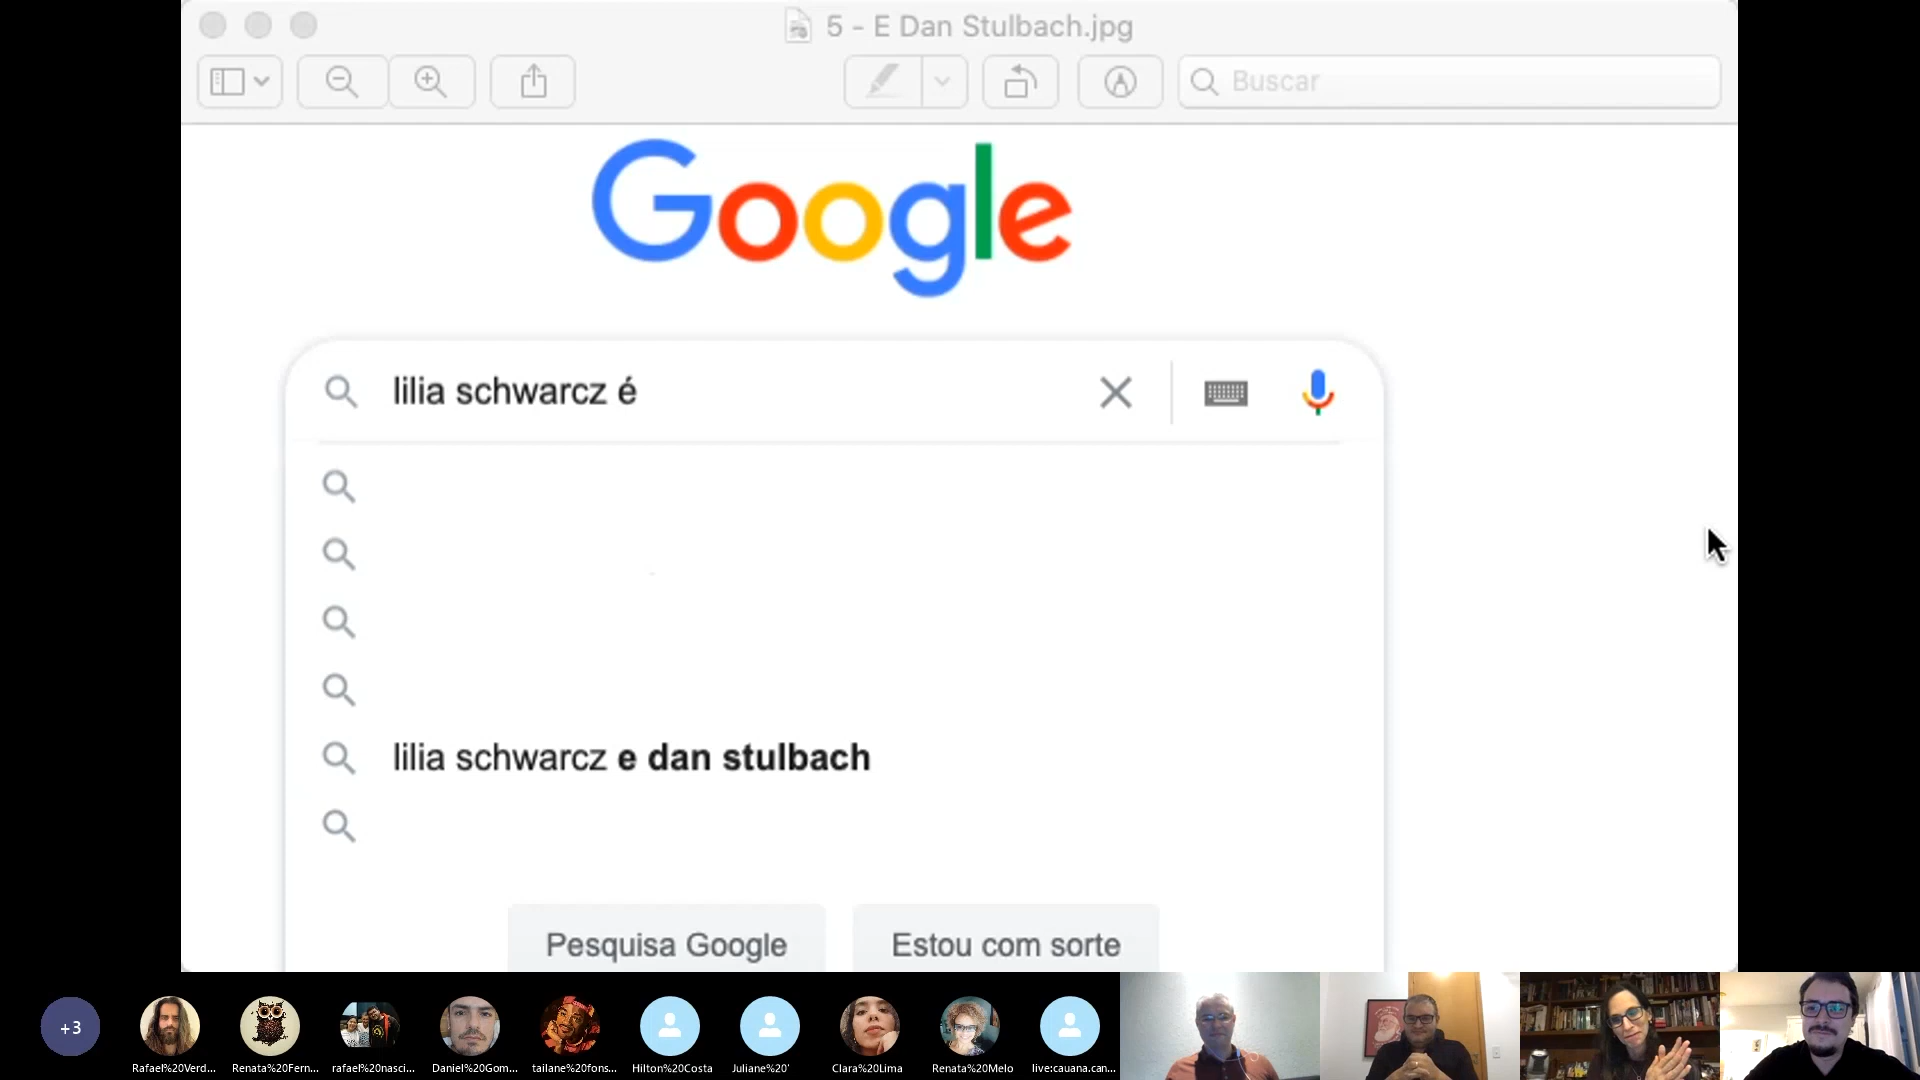 5 - E Dan Stulbach.jpg
Buscar
Google
lilia schwarcz é
lilia schwarcz e dan stulbach
Pesquisa Google
Estou com sorte
+3
Rafael%20Verd...
Renata%20Fern...
rafael%20nasci...
Daniel%20Gom...
tailane%20fons...
Hilton%20Costa
Juliane%20'
Clara%20Lima
Renata%20Melo
live:cauana.can...